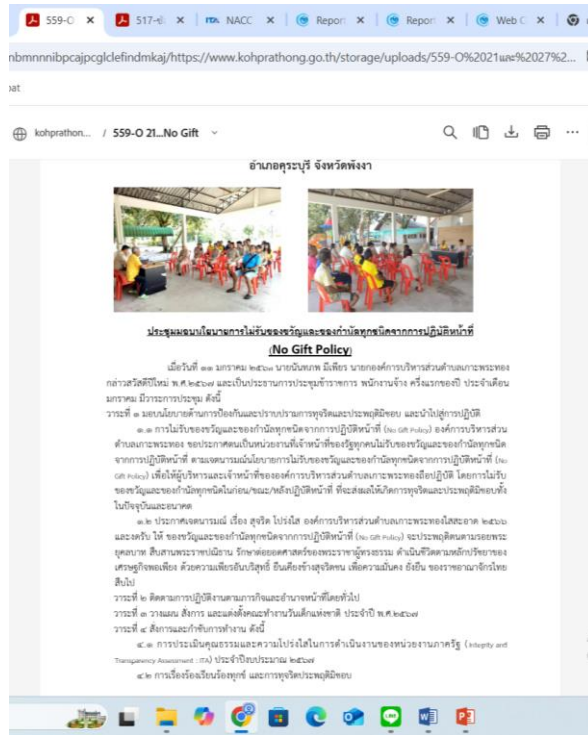 559-O
517-
NACC
Repor
Repor
Web C
nbmnnnibpcajpcglclefindmkaj/https://www.kohprathong.go.th/storage/uploads/559-O%2021และ%2027%2...
kohprathon... / 559-O 21...No Gift
อำเภอคุระบุรี จังหวัดพังงา
ประชุมมอบนโยบายการไม่รับของขวัญและของกำนัลทุกชนิดจากการปฏิบัติหน้าที่
(No Gift Policy)
เมื่อวันที่ ๑๑ มกราคม ๒๕๖๗ นายนันทภพ มีเพียร นายกองค์การบริหารส่วนตำบลเกาะพระทอง
กล่าวสวัสดีปีใหม่ พ.ศ.๒๕๖๗ และเป็นประธานการประชุมข้าราชการ พนักงานจ้าง ครั้งแรกของปี ประจำเดือน
มกราคม มีวาระการประชุม ดังนี้
วาระที่ ๑ มอบนโยบายด้านการป้องกันและปราบปรามการทุจริตและประพฤติมิชอบ และนำไปสู่การปฏิบัติ
๑.๑ การไม่รับของขวัญและของกำนัลทุกชนิดจากการปฏิบัติหน้าที่ (No Gift Policy) องค์การบริหารส่วน
ตำบลเกาะพระทอง ขอประกาศตนเป็นหน่วยงานที่เจ้าหน้าที่ของรัฐทุกคนไม่รับของขวัญและของกำนัลทุกชนิด
จากการปฏิบัติหน้าที่ ตามเจตนารมณ์นโยบายการไม่รับของขวัญและของกำนัลทุกชนิดจากการปฏิบัติหน้าที่ (No
Gift Policy) เพื่อให้ผู้บริหารและเจ้าหน้าที่ขององค์การบริหารส่วนตำบลเกาะพระทองถือปฏิบัติ โดยการไม่รับ
ของขวัญและของกำนัลทุกชนิดในก่อน/ขณะ/หลังปฏิบัติหน้าที่ ที่จะส่งผลให้เกิดการทุจริตและประพฤติมิชอบทั้ง
ในปัจจุบันและอนาคต
๑.๒ ประกาศเจตนารมณ์ เรื่อง สุจริต โปร่งใส องค์การบริหารส่วนตำบลเกาะพระทองใสสะอาด ๒๕๖๖
และงดรับ ให้ ของขวัญและของกำนัลทุกชนิดจากการปฏิบัติหน้าที่ (No Gift Policy) จะประพฤติตนตามรอยพระ
ยุคลบาท สืบสานพระราชปณิธาน รักษาต่อยอดศาสตร์ของพระราชาผู้ทรงธรรม ดำเนินชีวิตตามหลักปรัชญาของ
เศรษฐกิจพอเพียง ด้วยความเพียรอันบริสุทธิ์ ยืนเคียงข้างสุจริตชน เพื่อความมั่นคง ยั่งยืน ของราชอาณาจักรไทย
สืบไป
วาระที่ ๒ ติดตามการปฏิบัติงานตามภารกิจและอำนาจหน้าที่โดยทั่วไป
วาระที่ ๓ วางแผน สั่งการ และแต่งตั้งคณะทำงานวันเด็กแห่งชาติ ประจำปี พ.ศ.๒๕๖๗
วาระที่ ๔ สั่งการและกำชับการทำงาน ดังนี้
๔.๑ การประเมินคุณธรรมและความโปร่งใสในการดำเนินงานของหน่วยงานภาครัฐ (Integrity and
Transparency Assessment : ITA) ประจำปีงบประมาณ ๒๕๖๗
๔.๒ การเรื่องร้องเรียนร้องทุกข์ และการทุจริตประพฤติมิชอบ